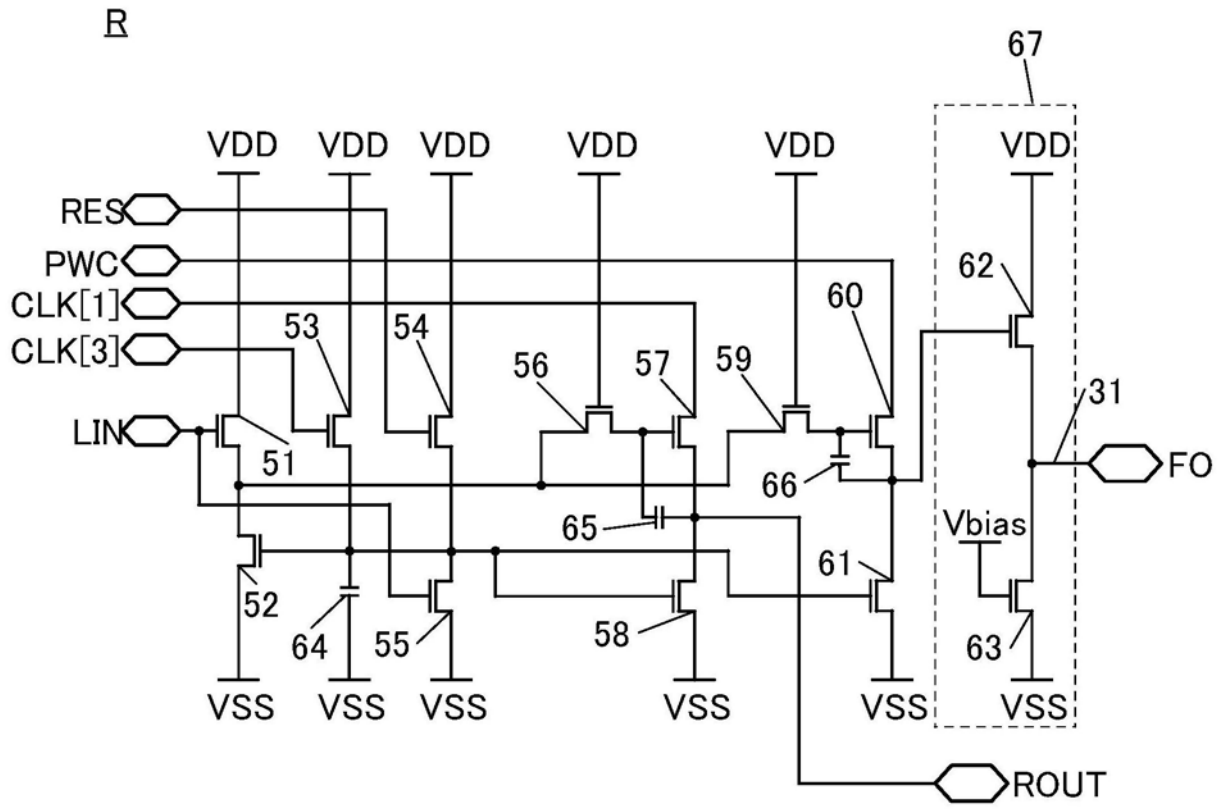 R
67
VDD
VDD
VDD
VDD
VDD
VDD
RES
PWC
CLK[1]
CLK[3]
LIN
53
54
56
57
59
60
62
51
66
31
FO
65
Vbias
52
64
55
58
61
63
VSS
VSS
VSS
VSS
VSS
VSS
ROUT